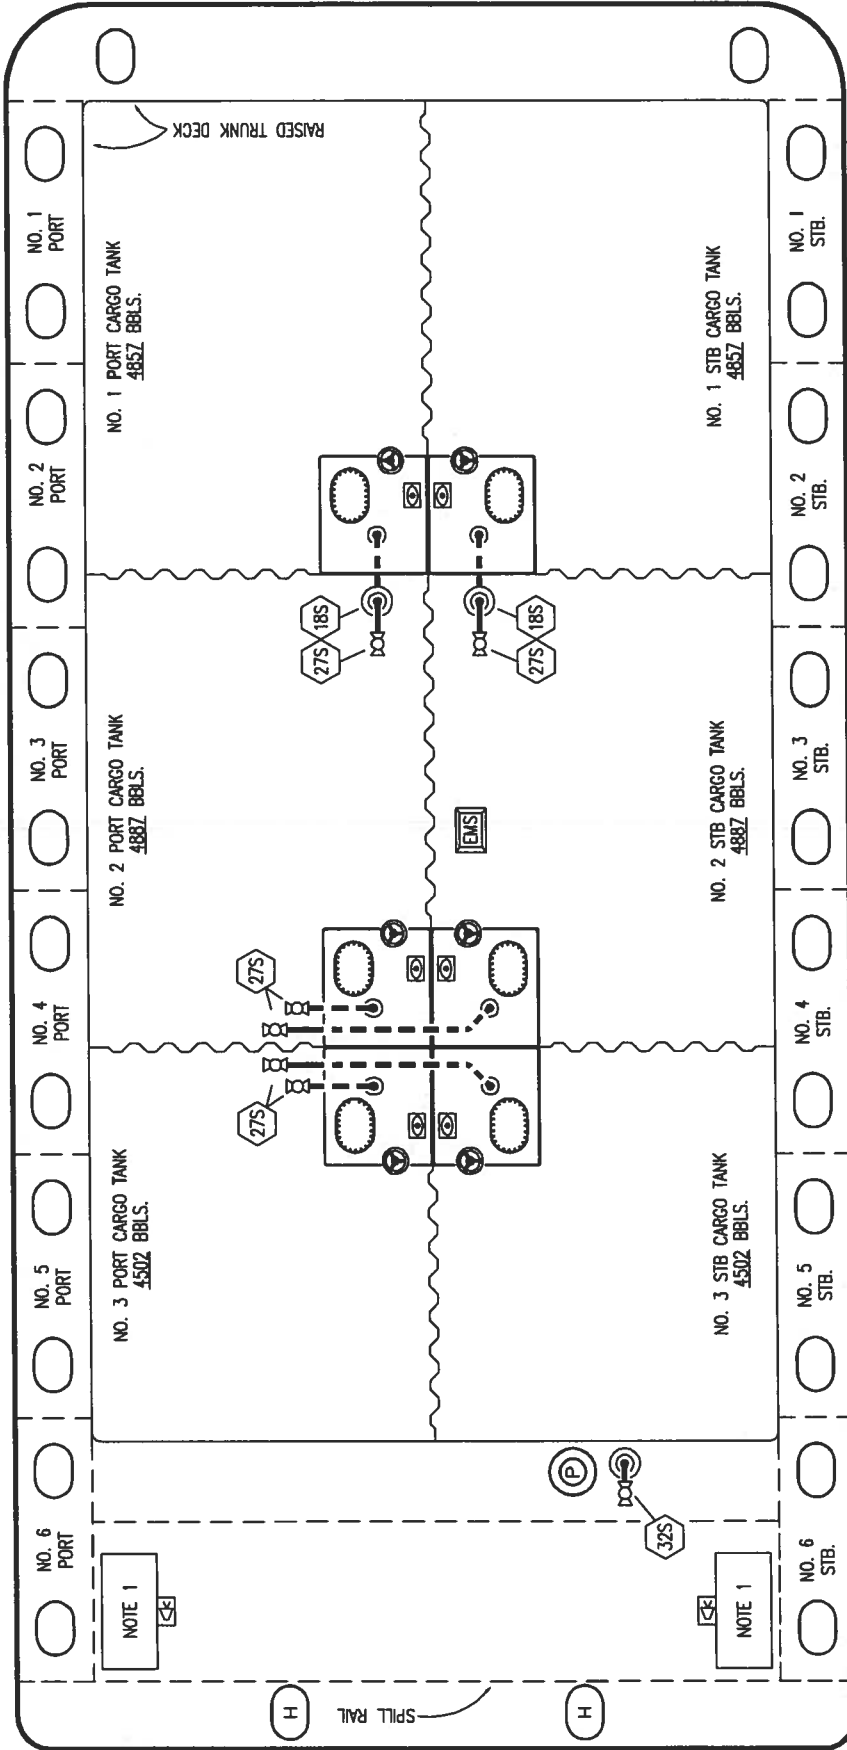 RAISED TRUNK DECK
NO. 1
PORT
NO. 2
PORT
NO. 3
PORT
NO. 4
PORT
NO. 5
PORT
NO. 6
PORT
NO. 1 PORT CARGO TANK
4857 BBLS.
NO. 2 PORT CARGO TANK
4887 BBLS.
NO. 3 PORT CARGO TANK
4502 BBLS.
NOTE 1
27S
18S
27S
18S
27S
27S
EMS
P
32S
H
SPILL RAIL
H
NO. 1 STB CARGO TANK
4857 BBLS.
NO. 2 STB CARGO TANK
4887 BBLS.
NO. 3 STB CARGO TANK
4502 BBLS.
NOTE 1
NO. 1
STB.
NO. 2
STB.
NO. 3
STB.
NO. 4
STB.
NO. 5
STB.
NO. 6
STB.